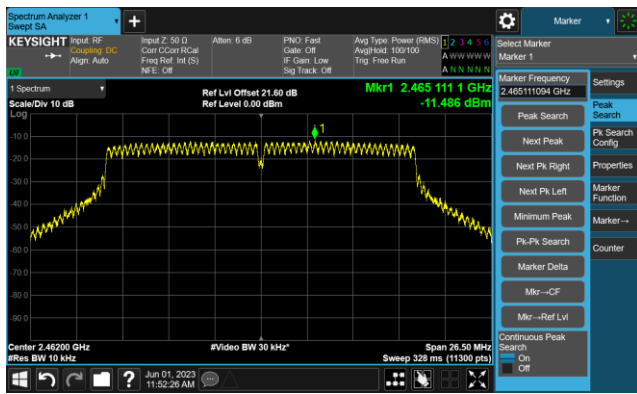 Spectrum Analyzer 1
Swept SA
Marker
KEYSIGHT
Input: RF
Coupling: DC
Align: Auto
Input Z: 50 Ω
Corr CCorr RCal
Freq Ref: Int (S)
NFE: Off
Atten: 6 dB
PNO: Fast
Gate: Off
IF Gain: Low
Sig Track: Off
Avg Type: Power (RMS)
Avg|Hold: 100/100
Trig: Free Run
1 2 3 4 5 6
A W W W W W
A N N N N N
Select Marker
Marker 1
1 Spectrum
Scale/Div 10 dB
Log
Ref Lvl Offset 21.60 dB
Ref Level 0.00 dBm
Mkr1 2.465 111 1 GHz
-11.486 dBm
1
-10.0
-20.0
-30.0
-40.0
-50.0
-60.0
-70.0
-80.0
-90.0
Center 2.46200 GHz
#Res BW 10 kHz
#Video BW 30 kHz*
Span 26.50 MHz
Sweep 328 ms (11300 pts)
Marker Frequency
2.465111094 GHz
Peak Search
Next Peak
Next Pk Right
Next Pk Left
Minimum Peak
Pk-Pk Search
Marker Delta
Mkr→CF
Mkr→Ref Lvl
Continuous Peak
Search
On
Off
Settings
Peak
Search
Pk Search
Config
Properties
Marker
Function
Marker→
Counter
?
Jun 01, 2023
11:52:26 AM